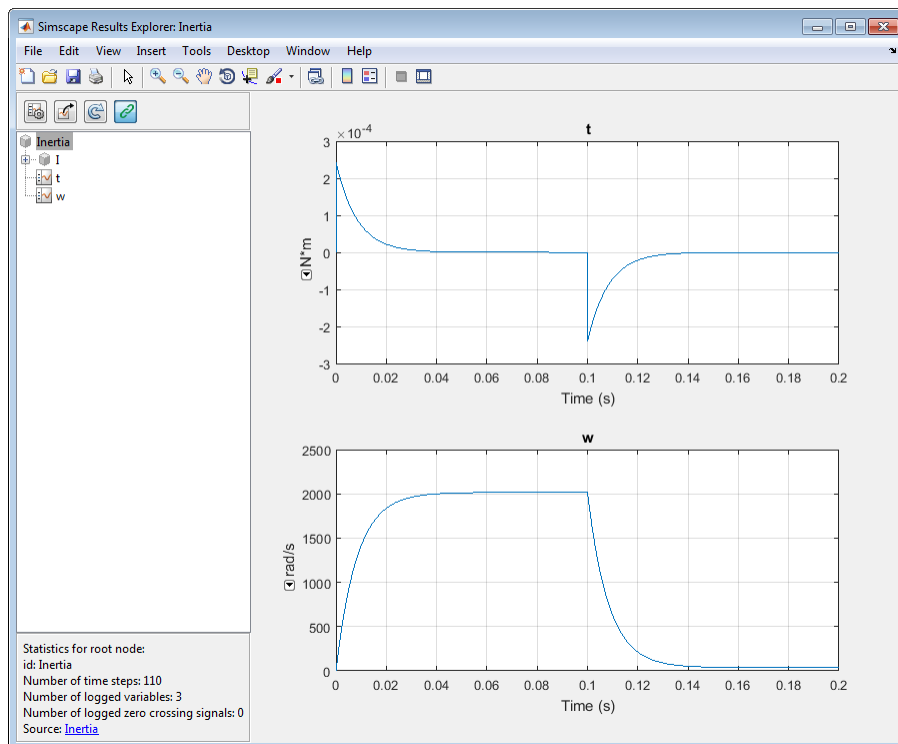 Simscape Results Explorer: Inertia
File Edit View Insert Tools Desktop Window Help
Inertia
I
t
w
Statistics for root node:
id: Inertia
Number of time steps: 110
Number of logged variables: 3
Number of logged zero crossing signals: 0
Source: Inertia
t
×10⁻⁴
3
2
1
0
-1
-2
-3
N*m
0 0.02 0.04 0.06 0.08 0.1 0.12 0.14 0.16 0.18 0.2
Time (s)
w
2500
2000
1500
1000
500
0
rad/s
0 0.02 0.04 0.06 0.08 0.1 0.12 0.14 0.16 0.18 0.2
Time (s)